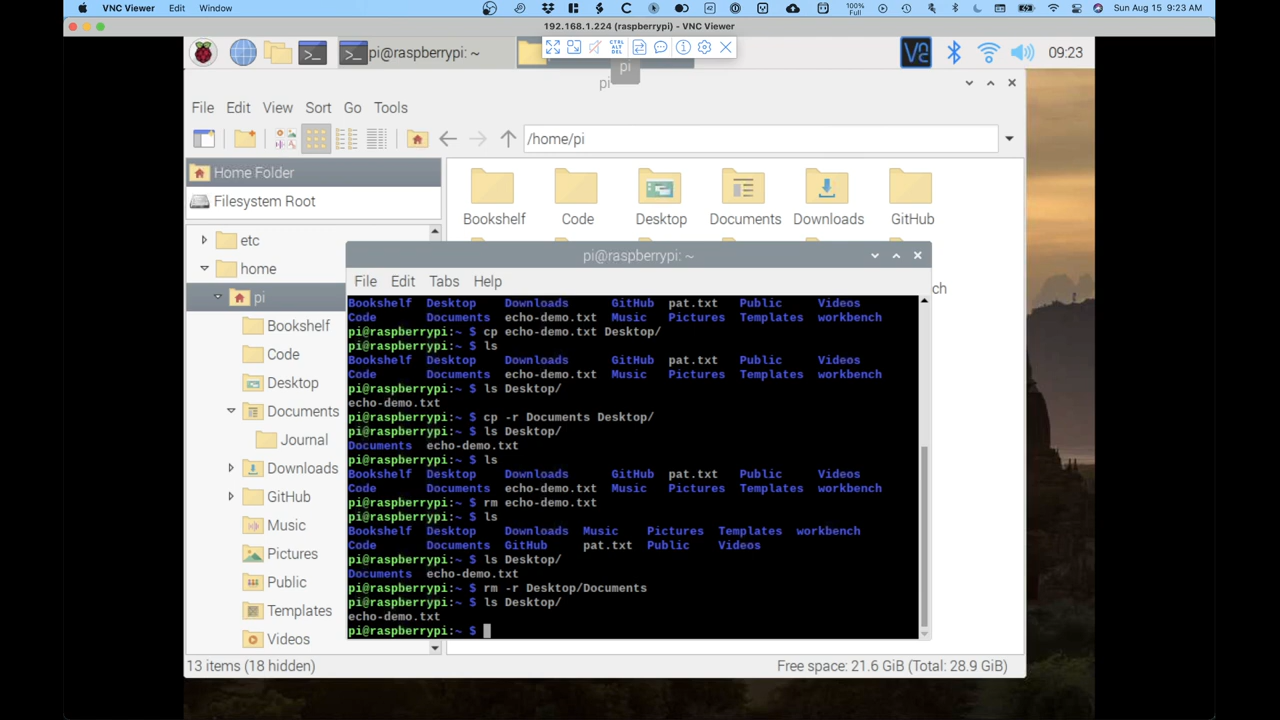 VNC Viewer Edit Window 100% Full Sun Aug 15 9:23 AM
192.168.1.224 (raspberrypi) - VNC Viewer
pi@raspberrypi: ~ CTRL ALT DEL 09:23
pi
pi
File Edit View Sort Go Tools
/home/pi
Home Folder
Filesystem Root
Bookshelf Code Desktop Documents Downloads GitHub
etc
home
pi
Bookshelf
Code
Desktop
Documents
Journal
Downloads
GitHub
Music
Pictures
Public
Templates
Videos
pi@raspberrypi: ~
File Edit Tabs Help
Bookshelf Desktop Downloads GitHub pat.txt Public Videos
Code Documents echo-demo.txt Music Pictures Templates workbench
pi@raspberrypi:~ $ cp echo-demo.txt Desktop/
pi@raspberrypi:~ $ ls
Bookshelf Desktop Downloads GitHub pat.txt Public Videos
Code Documents echo-demo.txt Music Pictures Templates workbench
pi@raspberrypi:~ $ ls Desktop/
echo-demo.txt
pi@raspberrypi:~ $ cp -r Documents Desktop/
pi@raspberrypi:~ $ ls Desktop/
Documents echo-demo.txt
pi@raspberrypi:~ $ ls
Bookshelf Desktop Downloads GitHub pat.txt Public Videos
Code Documents echo-demo.txt Music Pictures Templates workbench
pi@raspberrypi:~ $ rm echo-demo.txt
pi@raspberrypi:~ $ ls
Bookshelf Desktop Downloads Music Pictures Templates workbench
Code Documents GitHub pat.txt Public Videos
pi@raspberrypi:~ $ ls Desktop/
Documents echo-demo.txt
pi@raspberrypi:~ $ rm -r Desktop/Documents
pi@raspberrypi:~ $ ls Desktop/
echo-demo.txt
pi@raspberrypi:~ $
13 items (18 hidden) Free space: 21.6 GiB (Total: 28.9 GiB)